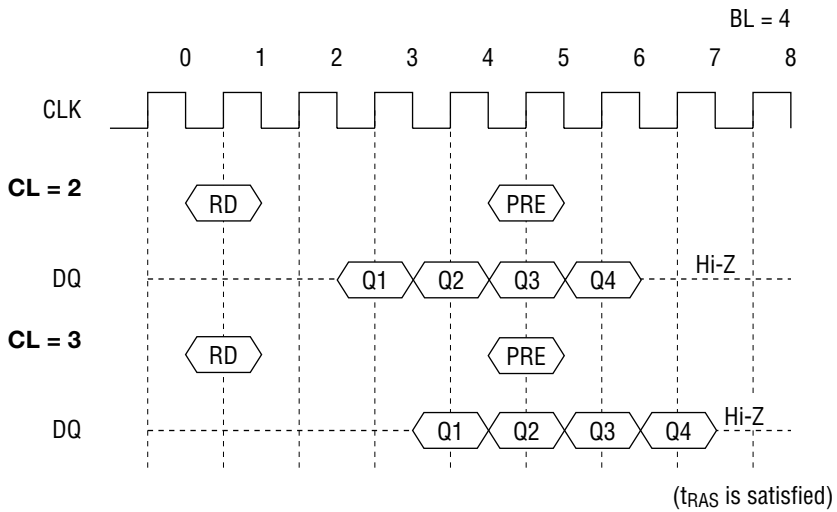 BL = 4
0 1 2 3 4 5 6 7 8
CLK
CL = 2
RD PRE
DQ Q1 Q2 Q3 Q4 Hi-Z
CL = 3
RD PRE
DQ Q1 Q2 Q3 Q4 Hi-Z
(tRAS is satisfied)